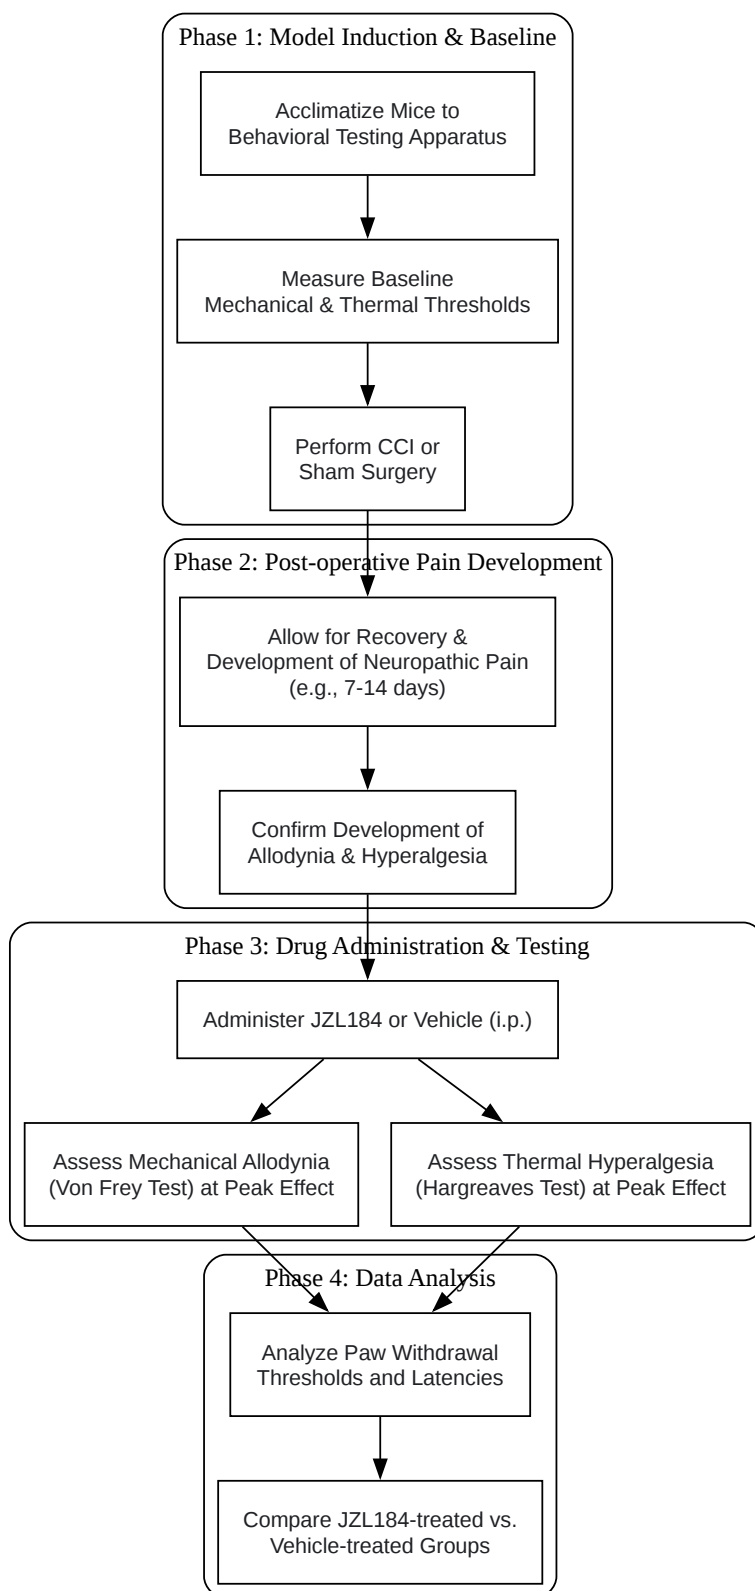 Phase 1: Model Induction & Baseline
Acclimatize Mice to
Behavioral Testing Apparatus
Measure Baseline
Mechanical & Thermal Thresholds
Perform CCI or
Sham Surgery
Phase 2: Post-operative Pain Development
Allow for Recovery &
Development of Neuropathic Pain
(e.g., 7-14 days)
Confirm Development of
Allodynia & Hyperalgesia
Phase 3: Drug Administration & Testing
Administer JZL184 or Vehicle (i.p.)
Assess Mechanical Allodynia
(Von Frey Test) at Peak Effect
Assess Thermal Hyperalgesia
(Hargreaves Test) at Peak Effect
Phase 4: Data Analysis
Analyze Paw Withdrawal
Thresholds and Latencies
Compare JZL184-treated vs.
Vehicle-treated Groups